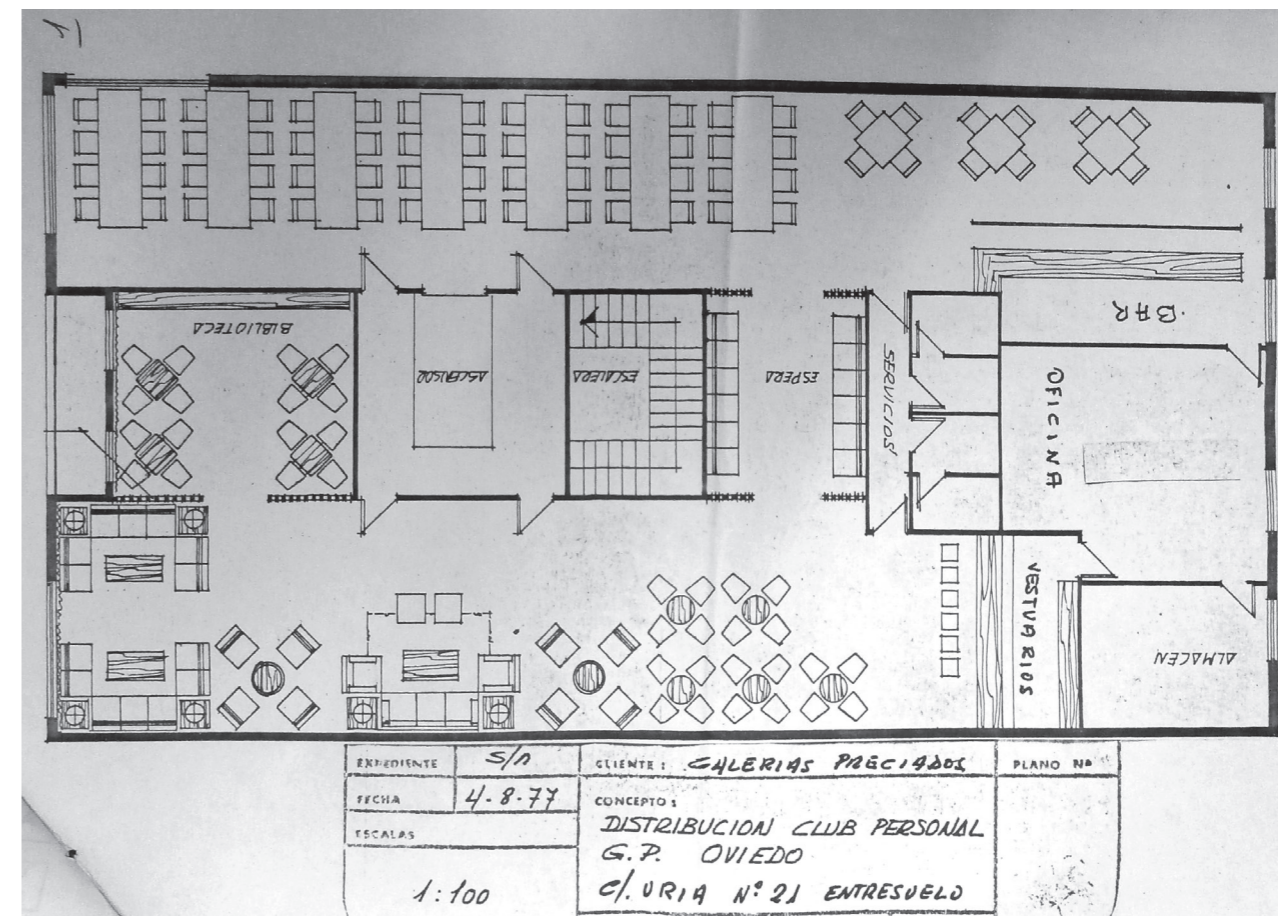 BIBLIOTECA
ASCENSOR
ESCALERA
ESPERA
SERVICIOS
BAR
OFICINA
VESTUARIOS
ALMACEN
EXPEDIENTE S/n
FECHA 4-8-77
ESCALAS
1:100
CLIENTE: GALERIAS PRECIADOS
CONCEPTO:
DISTRIBUCION CLUB PERSONAL
G.P. OVIEDO
C/. URIA Nº 21 ENTRESUELO
PLANO Nº